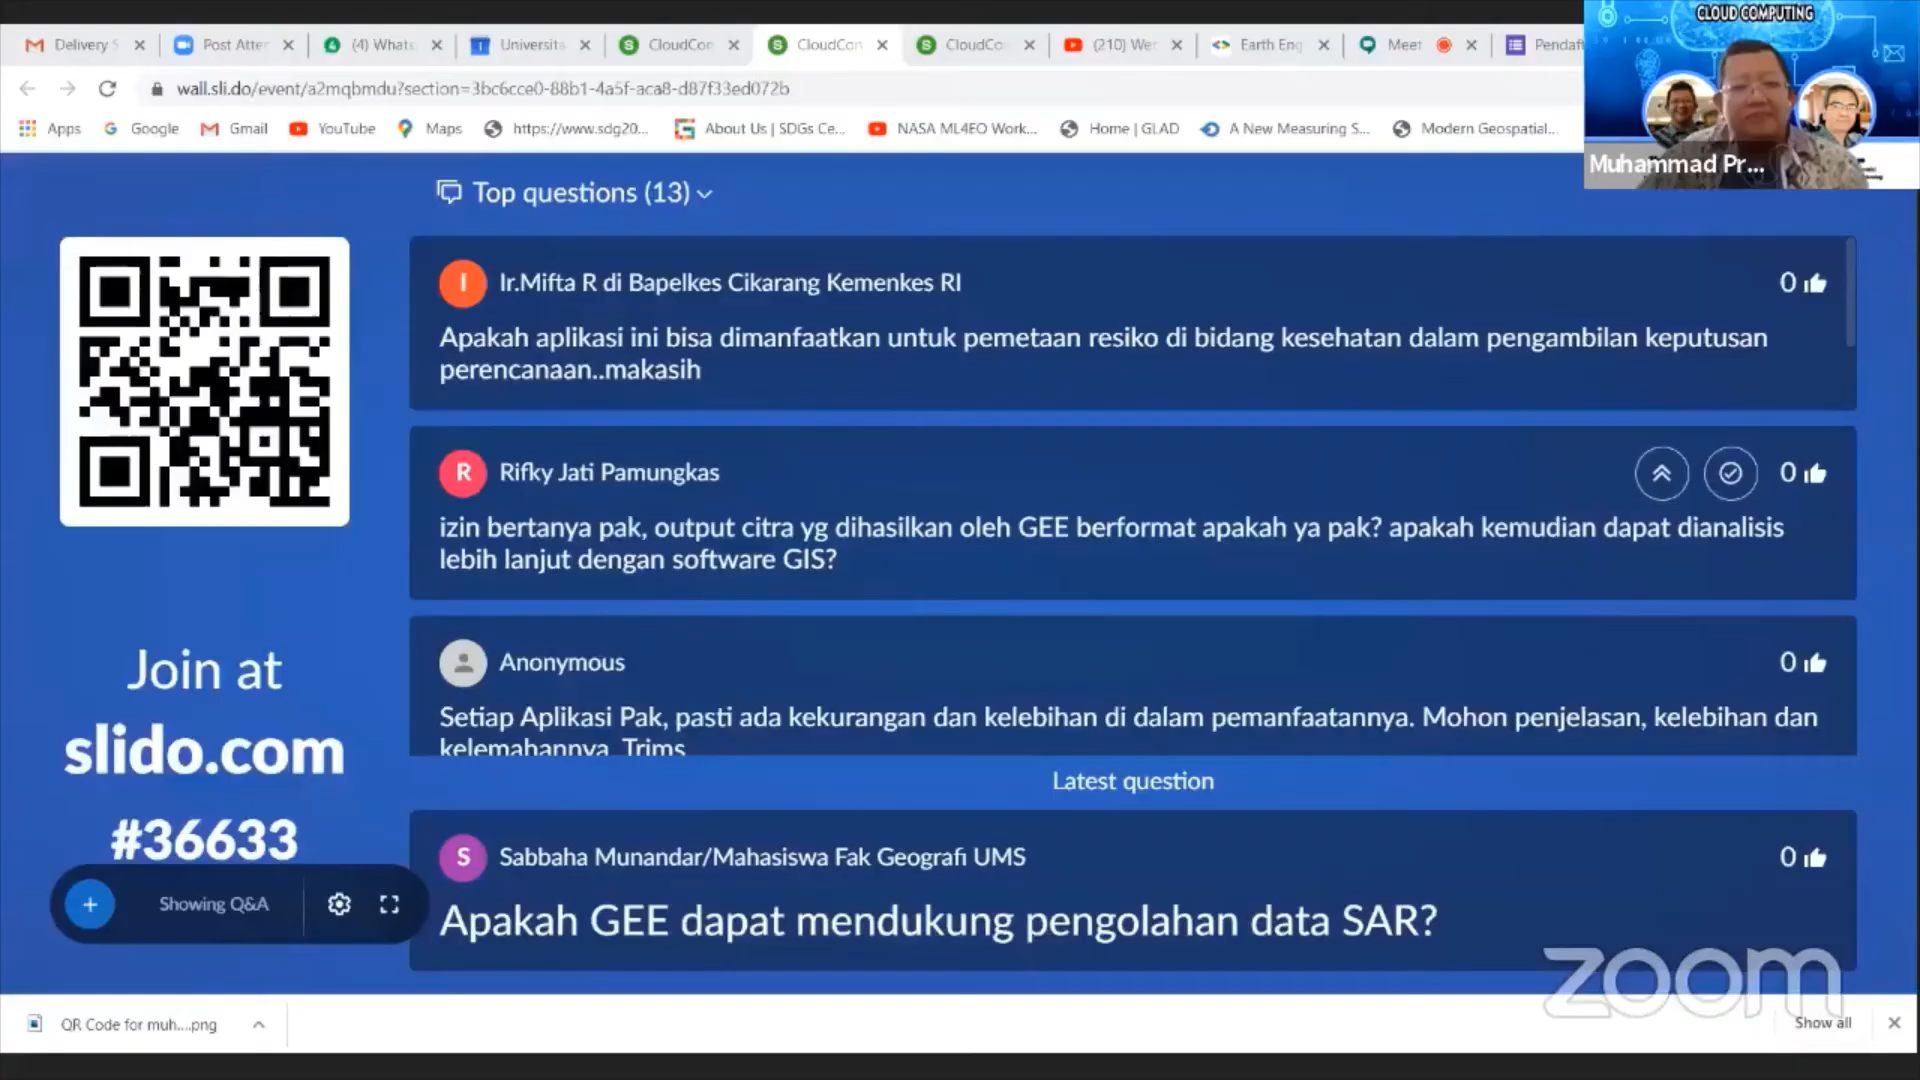 Delivery S
Post Atter
(4) Whats
Universita
CloudCon
CloudCon
CloudCo
(210) We
Earth Eng
Meet
Pendaft
wall.sli.do/event/a2mqbmdu?section=3bc6cce0-88b1-4a5f-aca8-d87f33ed072b
Apps
Google
Gmail
YouTube
Maps
https://www.sdg20...
About Us | SDGs Ce...
NASA ML4EO Work...
Home | GLAD
A New Measuring S...
Modern Geospatial...
CLOUD COMPUTING
Muhammad Pr...
Top questions (13)
I
Ir.Mifta R di Bapelkes Cikarang Kemenkes RI
0
Apakah aplikasi ini bisa dimanfaatkan untuk pemetaan resiko di bidang kesehatan dalam pengambilan keputusan
perencanaan..makasih
R
Rifky Jati Pamungkas
0
izin bertanya pak, output citra yg dihasilkan oleh GEE berformat apakah ya pak? apakah kemudian dapat dianalisis
lebih lanjut dengan software GIS?
Anonymous
0
Setiap Aplikasi Pak, pasti ada kekurangan dan kelebihan di dalam pemanfaatannya. Mohon penjelasan, kelebihan dan
kelemahannya. Trims
Latest question
S
Sabbaha Munandar/Mahasiswa Fak Geografi UMS
0
Apakah GEE dapat mendukung pengolahan data SAR?
Join at
slido.com
#36633
Showing Q&A
zoom
QR Code for muh....png
Show all